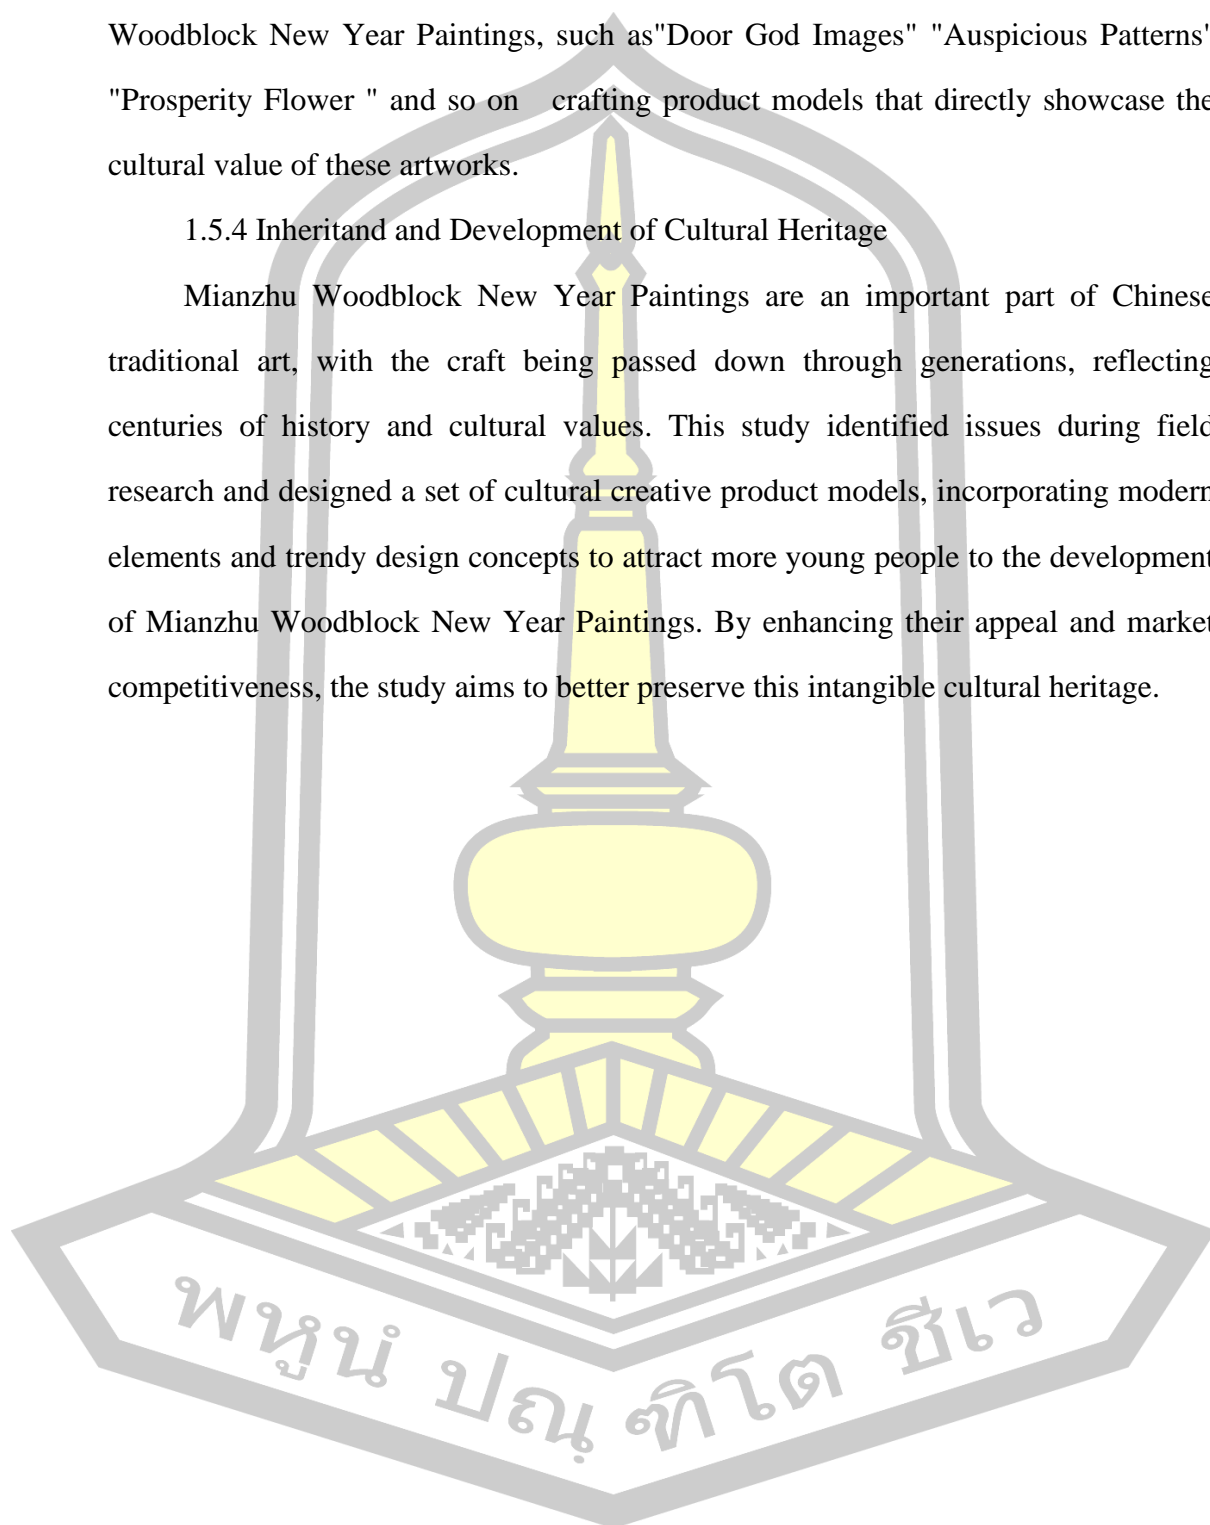 Woodblock New Year Paintings, such as"Door God Images" "Auspicious Patterns"
"Prosperity Flower " and so on   crafting product models that directly showcase the
cultural value of these artworks.
1.5.4 Inheritand and Development of Cultural Heritage
Mianzhu Woodblock New Year Paintings are an important part of Chinese
traditional art, with the craft being passed down through generations, reflecting
centuries of history and cultural values. This study identified issues during field
research and designed a set of cultural creative product models, incorporating modern
elements and trendy design concepts to attract more young people to the development
of Mianzhu Woodblock New Year Paintings. By enhancing their appeal and market
competitiveness, the study aims to better preserve this intangible cultural heritage.
พหูนํ ปณฺฑิโต ชีเว